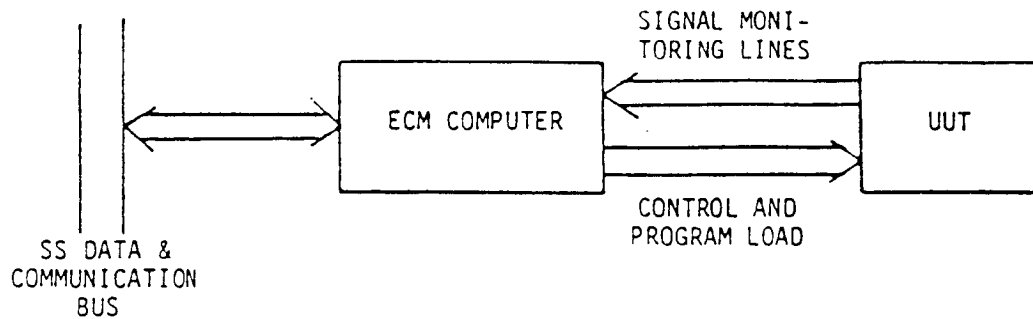 SIGNAL MONI-
TORING LINES
ECM COMPUTER
UUT
CONTROL AND
PROGRAM LOAD
SS DATA &
COMMUNICATION
BUS